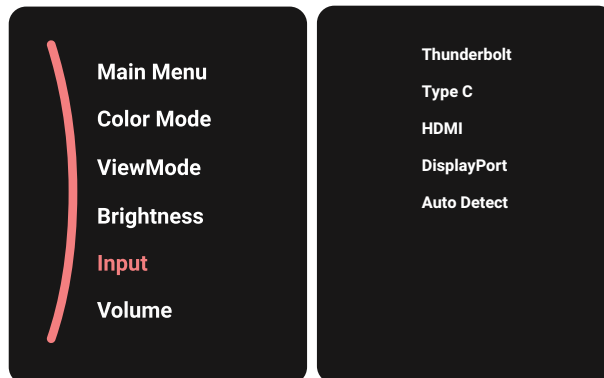 Main Menu
Color Mode
ViewMode
Brightness
Input
Volume
Thunderbolt
Type C
HDMI
DisplayPort
Auto Detect